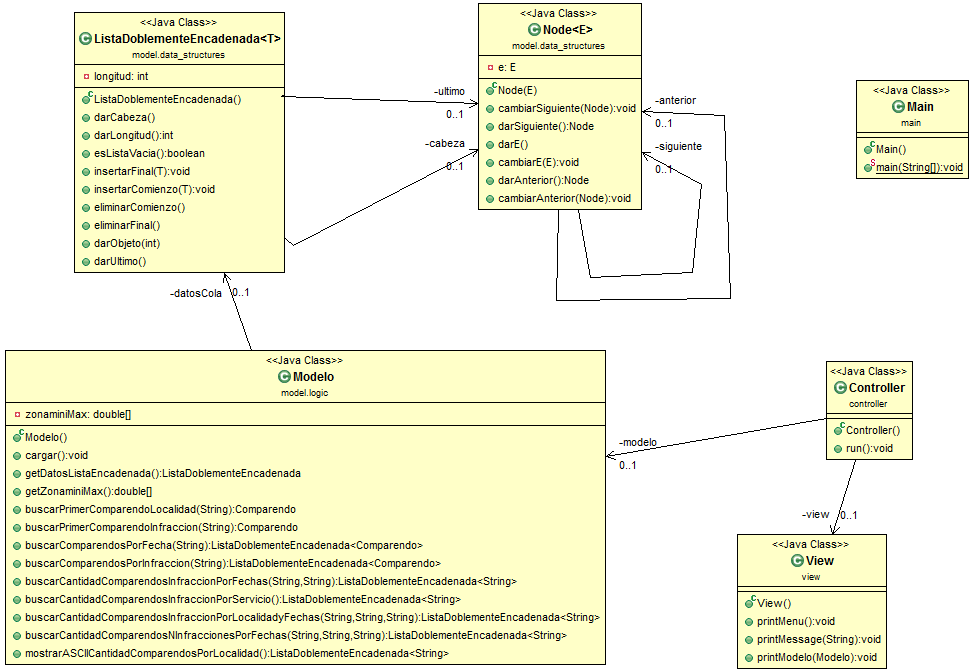 <<Java Class>>
ListaDoblementeEncadenada<T>
model.data_structures
longitud: int
ListaDoblementeEncadenada()
darCabeza()
darLongitud():int
esListaVacia():boolean
insertarFinal(T):void
insertarComienzo(T):void
eliminarComienzo()
eliminarFinal()
darObjeto(int)
darUltimo()
-ultimo
0..1
-cabeza
0..1
<<Java Class>>
Node<E>
model.data_structures
e: E
Node(E)
cambiarSiguiente(Node):void
darSiguiente():Node
darE()
cambiarE(E):void
darAnterior():Node
cambiarAnterior(Node):void
-anterior
0..1
-siguiente
0..1
<<Java Class>>
Main
main
Main()
main(String[]):void
-datosCola
0..1
<<Java Class>>
Modelo
model.logic
zonaminiMax: double[]
Modelo()
cargar():void
getDatosListaEncadenada():ListaDoblementeEncadenada
getZonaminiMax():double[]
buscarPrimerComparendoLocalidad(String):Comparendo
buscarPrimerComparendoInfraccion(String):Comparendo
buscarComparendosPorFecha(String):ListaDoblementeEncadenada<Comparendo>
buscarComparendosPorInfraccion(String):ListaDoblementeEncadenada<Comparendo>
buscarCantidadComparendosInfraccionPorFechas(String,String):ListaDoblementeEncadenada<String>
buscarCantidadComparendosInfraccionPorServicio():ListaDoblementeEncadenada<String>
buscarCantidadComparendosInfraccionPorLocalidadyFechas(String,String,String):ListaDoblementeEncadenada<String>
buscarCantidadComparendosNInfraccionesPorFechas(String,String,String):ListaDoblementeEncadenada<String>
mostrarASCIICantidadComparendosPorLocalidad():ListaDoblementeEncadenada<String>
-modelo
0..1
<<Java Class>>
Controller
controller
Controller()
run():void
-view
0..1
<<Java Class>>
View
view
View()
printMenu():void
printMessage(String):void
printModelo(Modelo):void